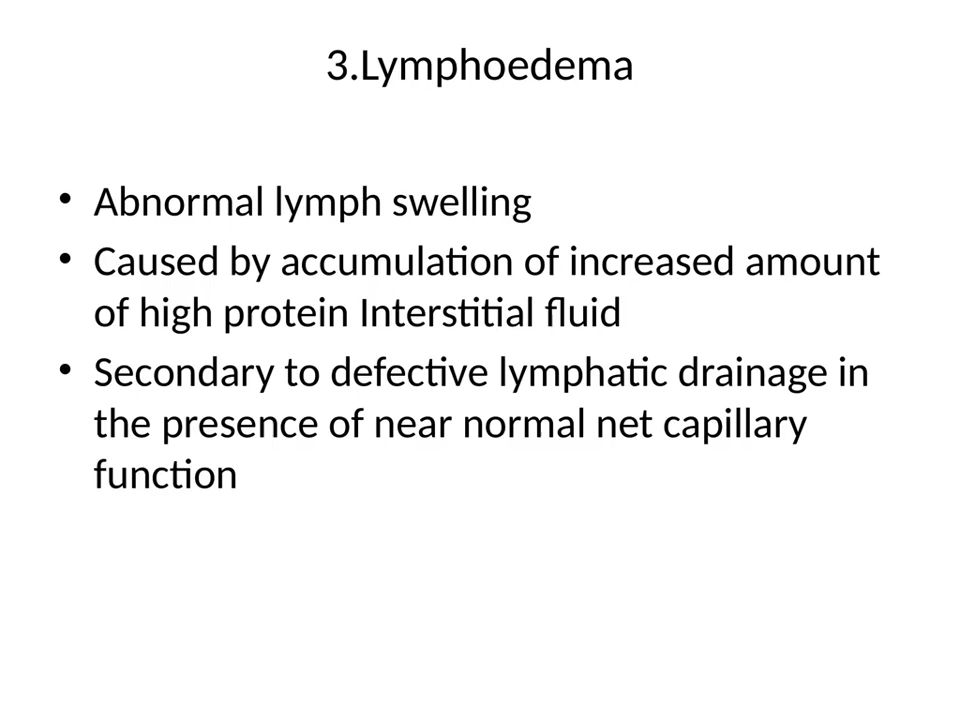 3.Lymphoedema
• Abnormal lymph swelling
• Caused by accumulation of increased amount
of high protein Interstitial fluid
• Secondary to defective lymphatic drainage in
the presence of near normal net capillary
function